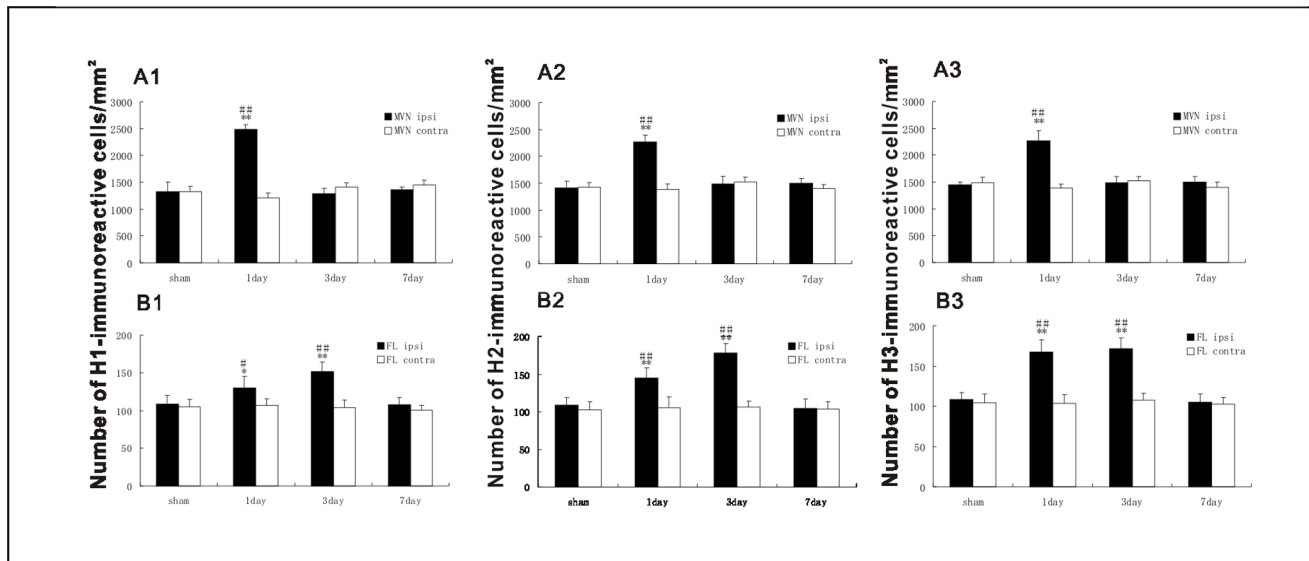 A1
Number of H1-immunoreactive cells/mm²
3000
2500
2000
1500
1000
500
0
##
**
MVN ipsi
MVN contra
sham
1day
3day
7day
A2
Number of H2-immunoreactive cells/mm²
3000
2500
2000
1500
1000
500
0
##
**
MVN ipsi
MVN contra
sham
1day
3day
7day
A3
Number of H3-immunoreactive cells/mm²
3000
2500
2000
1500
1000
500
0
##
**
MVN ipsi
MVN contra
sham
1day
3day
7day
B1
200
150
100
50
0
#
*
##
**
FL ipsi
FL contra
sham
1day
3day
7day
B2
200
150
100
50
0
##
**
##
**
FL ipsi
FL contra
sham
1day
3day
7day
B3
200
150
100
50
0
##
**
##
**
FL ipsi
FL contra
sham
1day
3day
7day